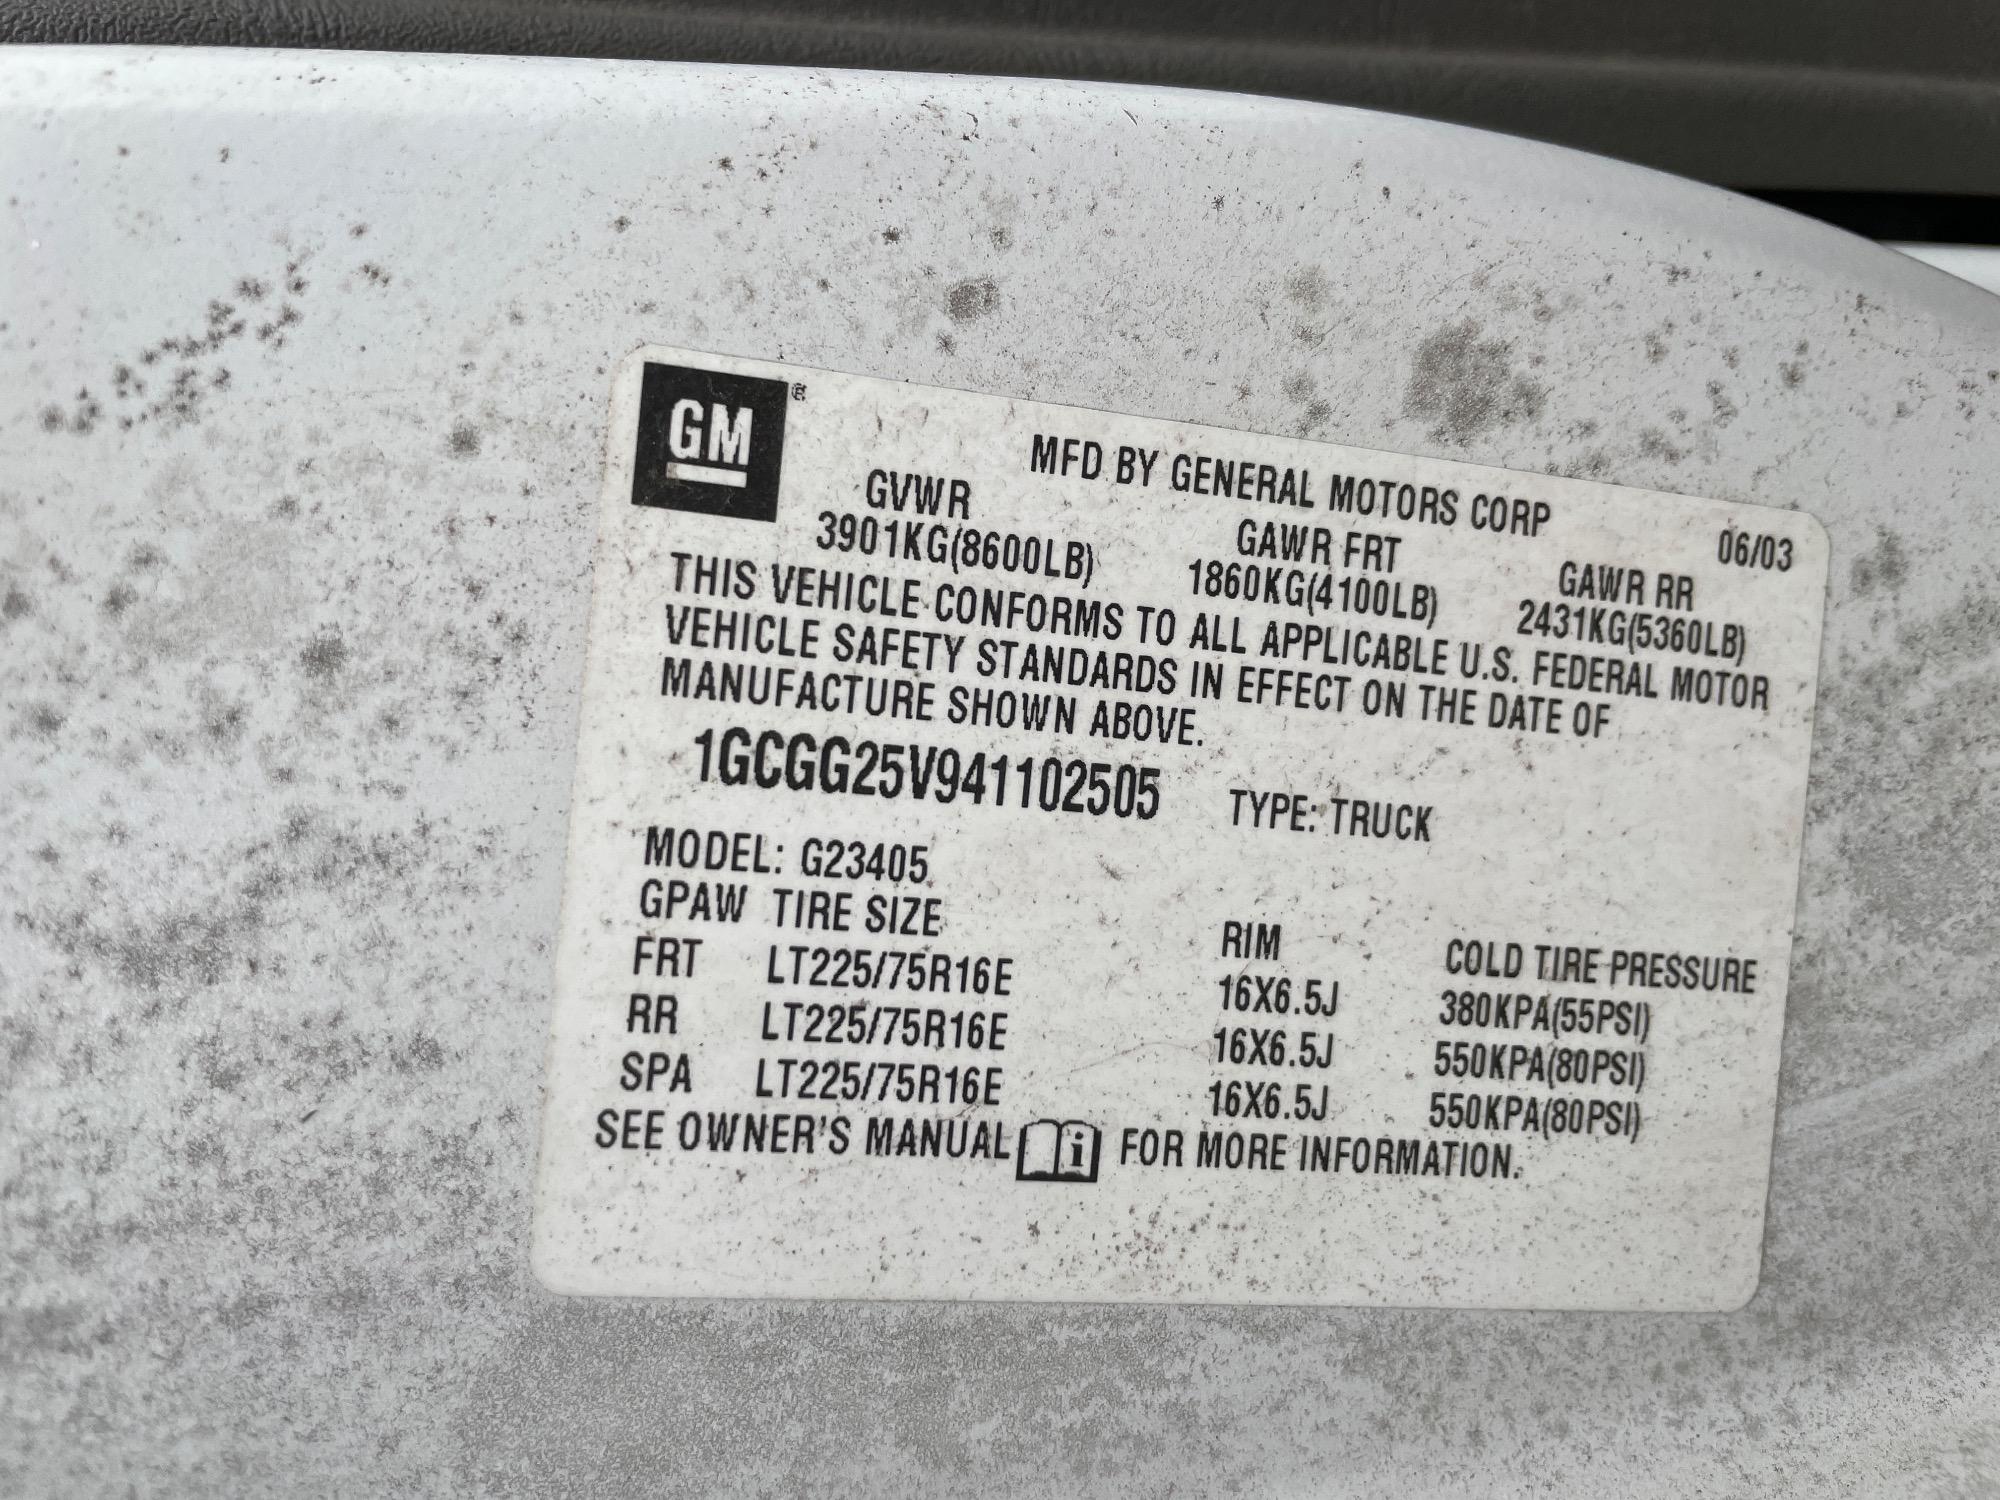 GM ®
MFD BY GENERAL MOTORS CORP 06/03
GVWR GAWR FRT GAWR RR
3901KG(8600LB) 1860KG(4100LB) 2431KG(5360LB)
THIS VEHICLE CONFORMS TO ALL APPLICABLE U.S. FEDERAL MOTOR
VEHICLE SAFETY STANDARDS IN EFFECT ON THE DATE OF
MANUFACTURE SHOWN ABOVE.
1GCGG25V941102505 TYPE: TRUCK
MODEL: G23405
GPAW TIRE SIZE RIM COLD TIRE PRESSURE
FRT LT225/75R16E 16X6.5J 380KPA(55PSI)
RR LT225/75R16E 16X6.5J 550KPA(80PSI)
SPA LT225/75R16E 16X6.5J 550KPA(80PSI)
SEE OWNER'S MANUAL i FOR MORE INFORMATION.